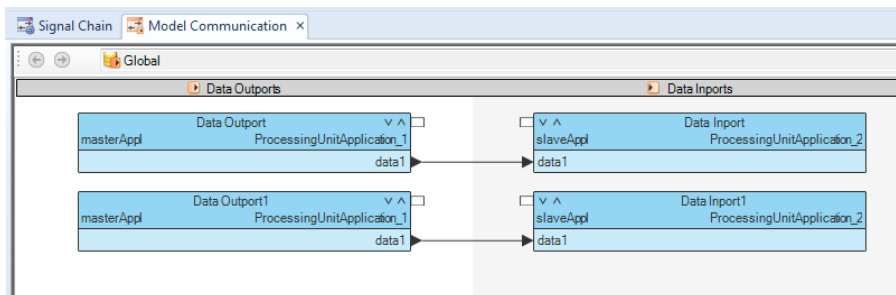 Signal Chain Model Communication ×
Global
Data Outports Data Inports
Data Outport Data Inport
masterAppl ProcessingUnitApplication_1 slaveAppl ProcessingUnitApplication_2
data1 data1
Data Outport1 Data Inport1
masterAppl ProcessingUnitApplication_1 slaveAppl ProcessingUnitApplication_2
data1 data1